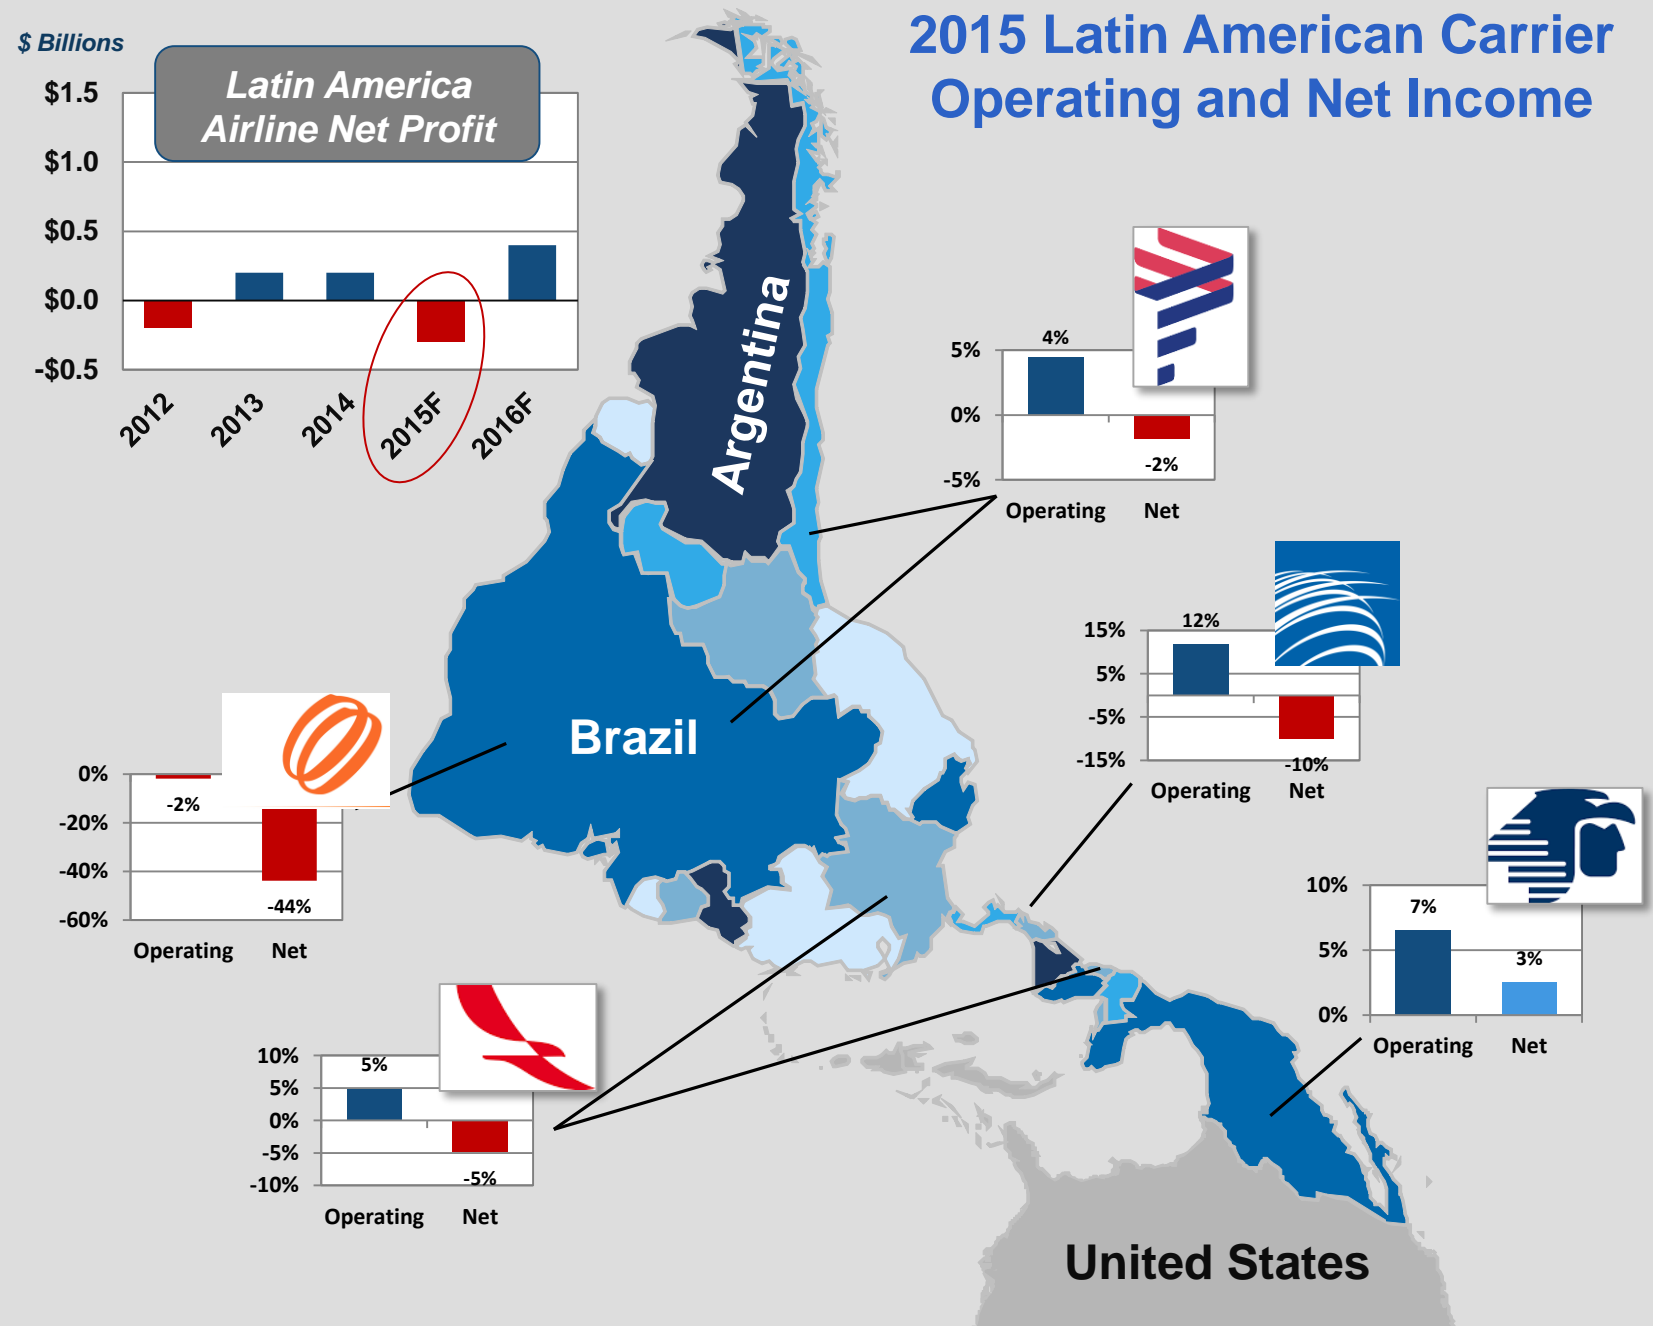 2015 Latin American Carrier
Operating and Net Income
$ Billions
Latin America
Airline Net Profit
$1.5
$1.0
$0.5
$0.0
-$0.5
2012
2013
2014
2015F
2016F
Argentina
Brazil
United States
5%
0%
-5%
4%
-2%
Operating Net
15%
5%
-5%
-15%
12%
-10%
Operating Net
0%
-20%
-40%
-60%
-2%
-44%
Operating Net
10%
5%
0%
7%
3%
Operating Net
10%
5%
0%
-5%
-10%
5%
-5%
Operating Net